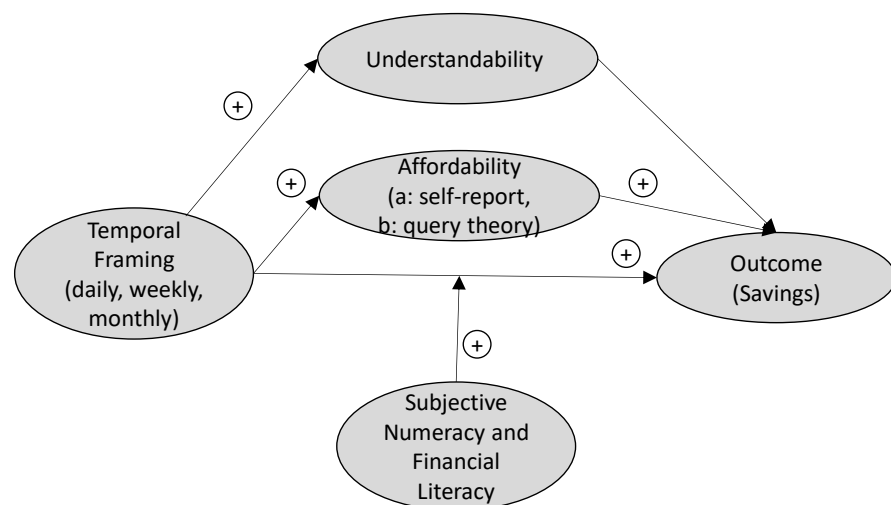 Understandability
+
Affordability
(a: self-report,
b: query theory)
+
+
Temporal
Framing
(daily, weekly,
monthly)
+
Outcome
(Savings)
+
Subjective
Numeracy and
Financial
Literacy